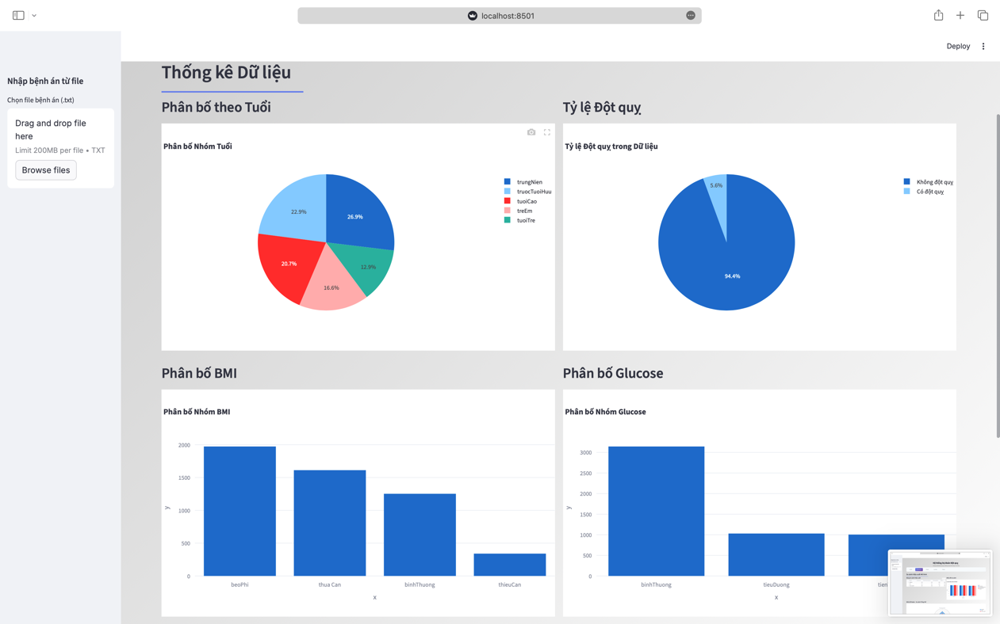 localhost:8501
Deploy
Nhập bệnh án từ file
Chọn file bệnh án (.txt)
Drag and drop file
here
Limit 200MB per file • TXT
Browse files
Thống kê Dữ liệu
Phân bố theo Tuổi
Phân bố Nhóm Tuổi
26.9%
22.9%
20.7%
16.6%
12.9%
trungNien
truocTuoiHuu
tuoiCao
treEm
tuoiTre
Tỷ lệ Đột quỵ
Tỷ lệ Đột quỵ trong Dữ liệu
5.6%
94.4%
Không đột quỵ
Có đột quỵ
Phân bố BMI
Phân bố Nhóm BMI
2000
1500
1000
500
0
y
beoPhi
thua Can
binhThuong
thieuCan
x
Phân bố Glucose
Phân bố Nhóm Glucose
3000
2500
2000
1500
1000
500
0
y
binhThuong
tieuDuong
x